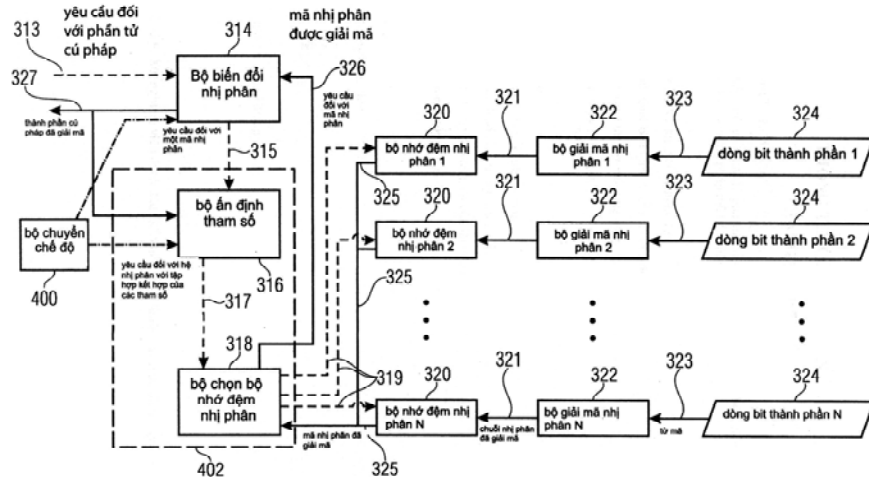 yêu cầu đối
với phần tử
cú pháp
313
327
thành phần cú
pháp đã giải mã
314
Bộ biến đổi
nhị phân
mã nhị phân
được giải mã
326
yêu cầu
đối với
mã nhị
phân
yêu cầu đối với
một mã nhị
phân
315
bộ ấn định
tham số
316
bộ chuyển
chế độ
400
yêu cầu đối với hệ
nhị phân với tập
hợp kết hợp của
các tham số
317
318
bộ chọn bộ
nhớ đệm
nhị phân
402
319
mã nhị phân đã
giải mã
325
320
bộ nhớ đệm nhị
phân 1
325
321
322
bộ giải mã nhị
phân 1
323
324
dòng bit thành phần 1
320
bộ nhớ đệm
nhị phân 2
325
321
322
bộ giải mã nhị
phân 2
323
324
dòng bit thành phần 2
320
bộ nhớ đệm nhị
phân N
321
chuỗi nhị phân
đã giải mã
322
bộ giải mã nhị
phân N
323
từ mã
324
dòng bit thành phần N